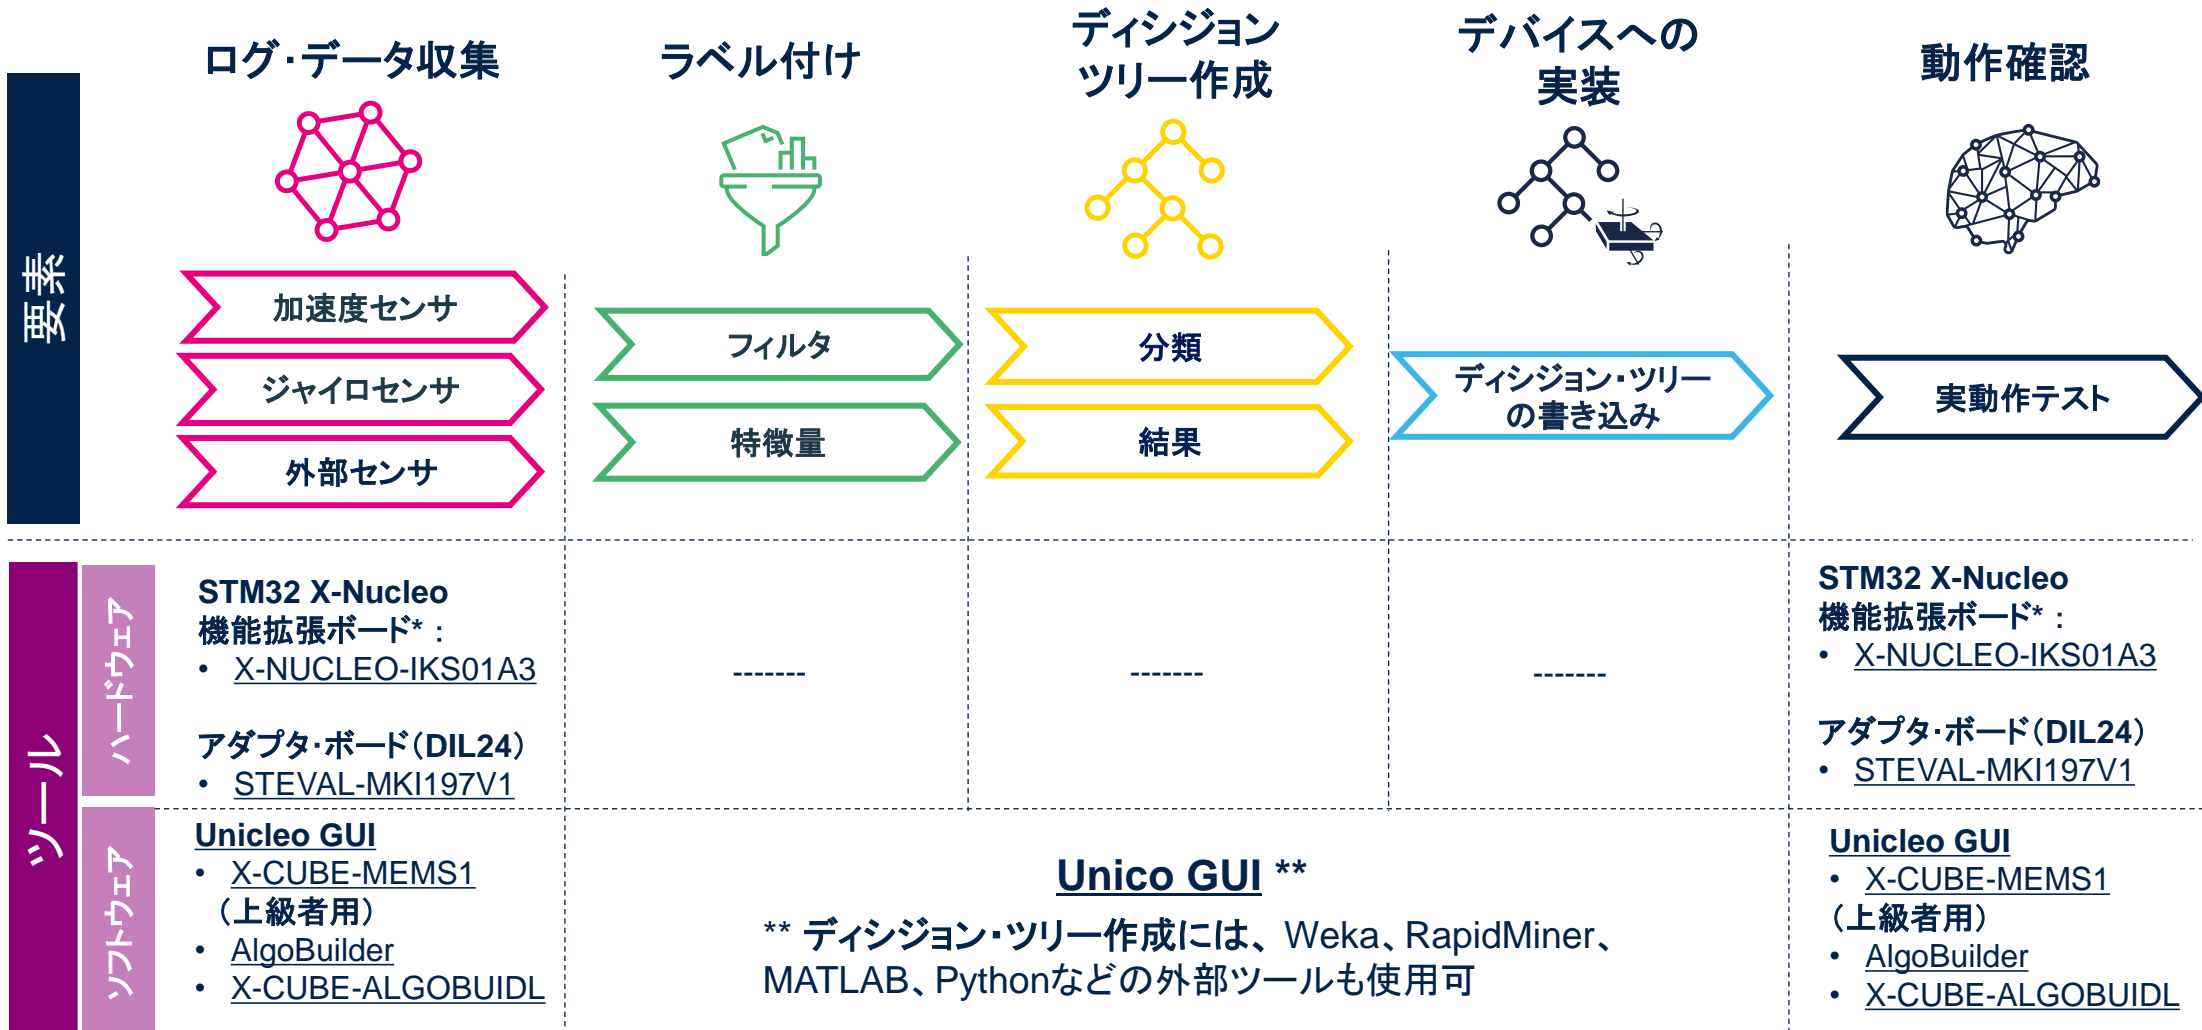 ログ・データ収集
ラベル付け
ディシジョン
ツリー作成
デバイスへの
実装
動作確認
要素
加速度センサ
ジャイロセンサ
外部センサ
フィルタ
特徴量
分類
結果
ディシジョン・ツリー
の書き込み
実動作テスト
ツール
ハードウェア
STM32 X-Nucleo
機能拡張ボード*：
• X-NUCLEO-IKS01A3
アダプタ・ボード（DIL24）
• STEVAL-MKI197V1
-------
-------
-------
STM32 X-Nucleo
機能拡張ボード*：
• X-NUCLEO-IKS01A3
アダプタ・ボード（DIL24）
• STEVAL-MKI197V1
ソフトウェア
Unicleo GUI
• X-CUBE-MEMS1
（上級者用）
• AlgoBuilder
• X-CUBE-ALGOBUIDL
Unico GUI **
** ディシジョン・ツリー作成には、Weka、RapidMiner、
MATLAB、Pythonなどの外部ツールも使用可
Unicleo GUI
• X-CUBE-MEMS1
（上級者用）
• AlgoBuilder
• X-CUBE-ALGOBUIDL